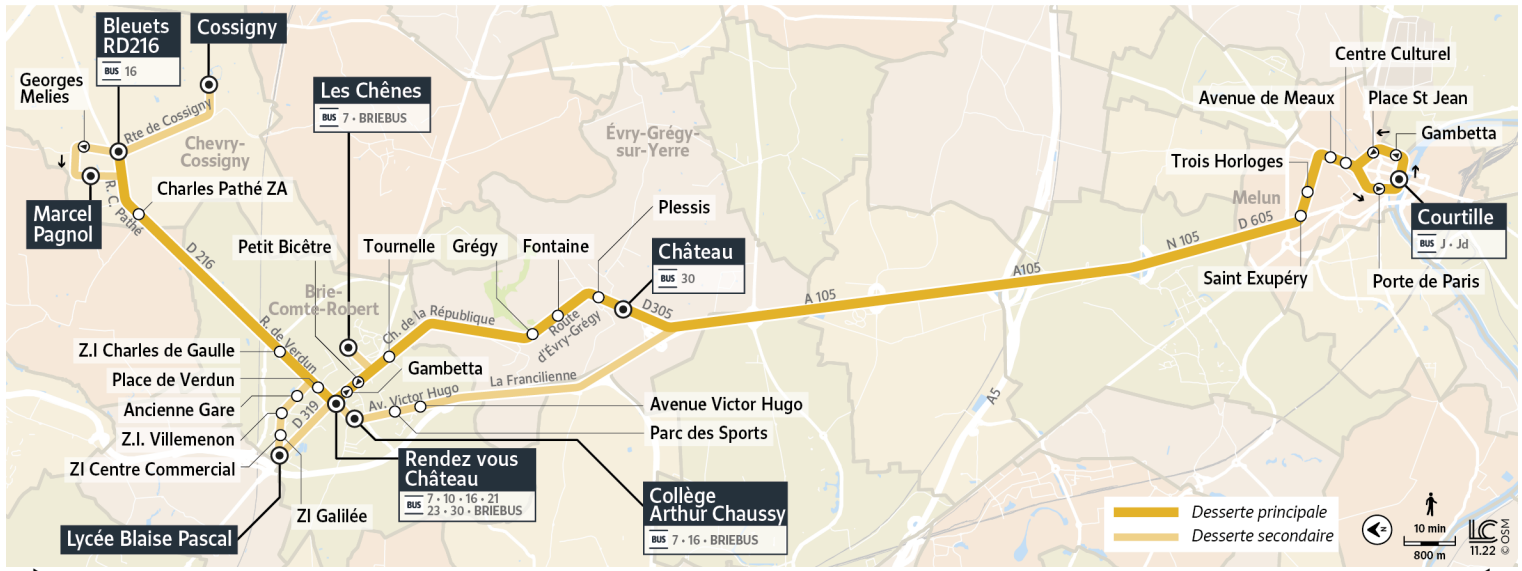 Bleuets
RD216
BUS 16
Cossigny
Georges
Melies
Rte de Cossigny
Chevry-
Cossigny
Les Chênes
BUS 7 • BRIEBUS
Évry-Grégy-
sur-Yerre
Centre Culturel
Avenue de Meaux
Place St Jean
Gambetta
Trois Horloges
Melun
Marcel
Pagnol
R. C. Pathé
Charles Pathé ZA
D 216
Petit Bicêtre
Tournelle
Grégy
Fontaine
Plessis
Château
BUS 30
D 605
N 105
Courtille
BUS J • Jd
Saint Exupéry
Porte de Paris
Brie-
Comte-Robert
Ch. de la République
Route
d'Évry-Grégy
D305
A 105
A105
R. de Verdun
Z.I Charles de Gaulle
Place de Verdun
Ancienne Gare
Z.I. Villemenon
ZI Centre Commercial
D 319
Gambetta
Av. Victor Hugo
La Francilienne
Avenue Victor Hugo
Parc des Sports
A5
Rendez vous
Château
BUS 7 • 10 • 16 • 21
23 • 30 • BRIEBUS
Collège
Arthur Chaussy
BUS 7 • 16 • BRIEBUS
ZI Galilée
Lycée Blaise Pascal
Desserte principale
Desserte secondaire
N
10 min
800 m
LC
11.22
© OSM